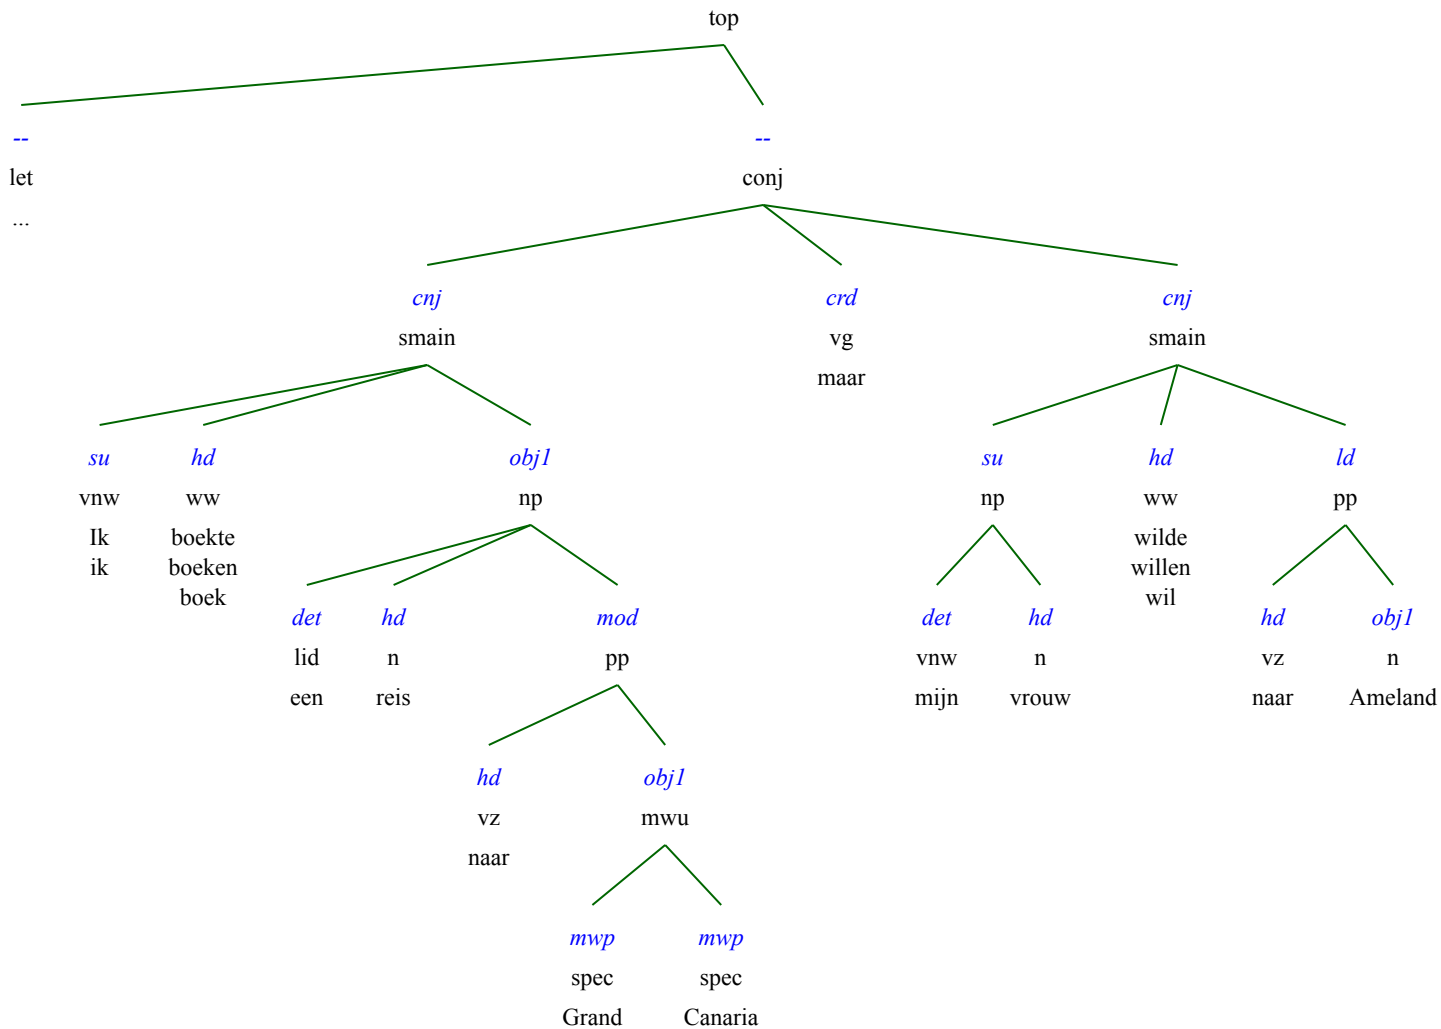 top
-- --
let conj
...
cnj crd cnj
smain vg smain
maar
su hd obj1 su hd ld
vnw ww np np ww pp
Ik boekte wilde
ik boeken willen
boek wil
det hd mod det hd hd obj1
lid n pp vnw n vz n
een reis mijn vrouw naar Ameland
hd obj1
vz mwu
naar
mwp mwp
spec spec
Grand Canaria